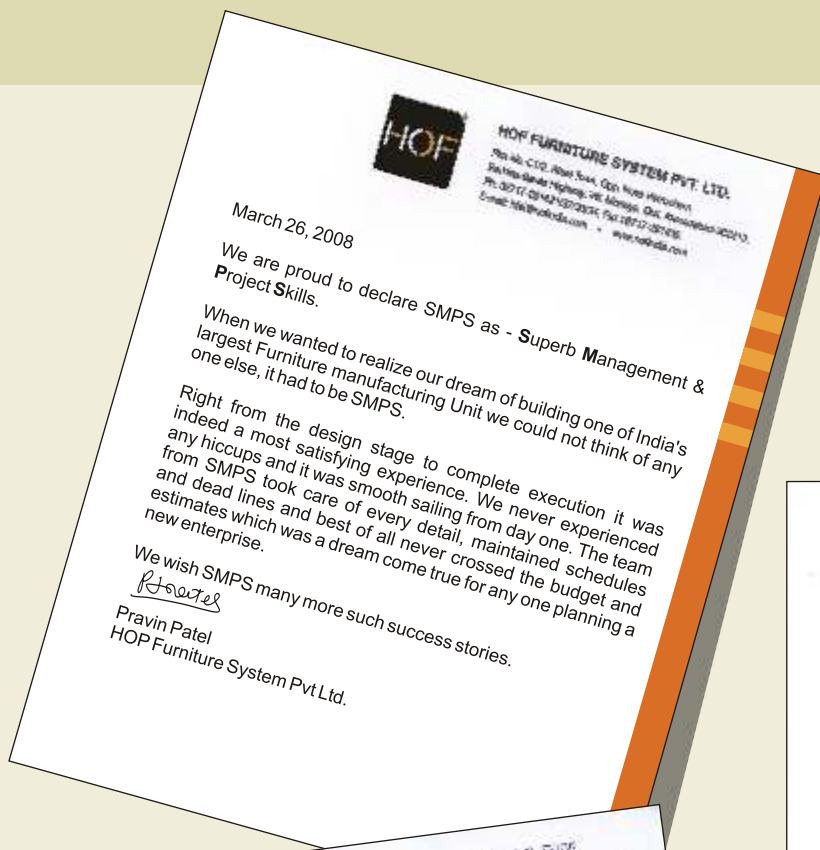 HOF
HOF FURNITURE SYSTEM PVT. LTD.
March 26, 2008
We are proud to declare SMPS as - Superb Management &
Project Skills.
When we wanted to realize our dream of building one of India's
largest Furniture manufacturing Unit we could not think of any
one else, it had to be SMPS.
Right from the design stage to complete execution it was
indeed a most satisfying experience. We never experienced
any hiccups and it was smooth sailing from day one. The team
from SMPS took care of every detail, maintained schedules
and dead lines and best of all never crossed the budget and
estimates which was a dream come true for any one planning a
new enterprise.
We wish SMPS many more such success stories.
Pravin Patel
HOP Furniture System Pvt Ltd.